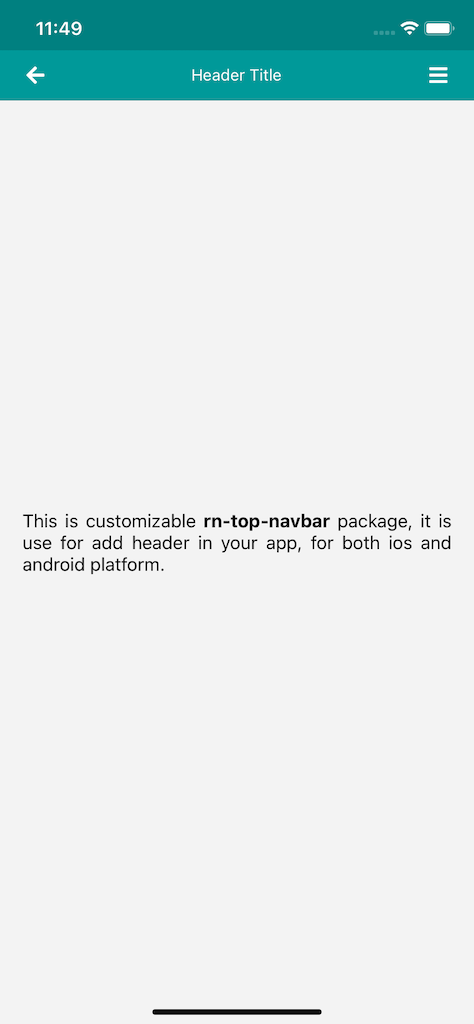 11:49
Header Title
This is customizable rn-top-navbar package, it is
use for add header in your app, for both ios and
android platform.